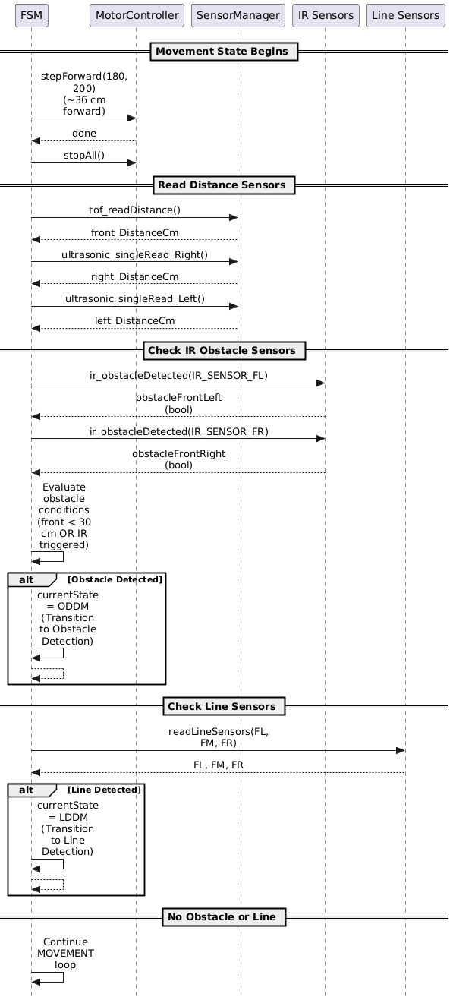 FSM
MotorController
SensorManager
IR Sensors
Line Sensors
Movement State Begins
stepForward(180,
200)
(~36 cm
forward)
done
stopAll()
Read Distance Sensors
tof_readDistance()
front_DistanceCm
ultrasonic_singleRead_Right()
right_DistanceCm
ultrasonic_singleRead_Left()
left_DistanceCm
Check IR Obstacle Sensors
ir_obstacleDetected(IR_SENSOR_FL)
obstacleFrontLeft
(bool)
ir_obstacleDetected(IR_SENSOR_FR)
obstacleFrontRight
(bool)
Evaluate
obstacle
conditions
(front < 30
cm OR IR
triggered)
alt
[Obstacle Detected]
currentState
= ODDM
(Transition
to Obstacle
Detection)
Check Line Sensors
readLineSensors(FL,
FM, FR)
FL, FM, FR
alt
[Line Detected]
currentState
= LDDM
(Transition
to Line
Detection)
No Obstacle or Line
Continue
MOVEMENT
loop